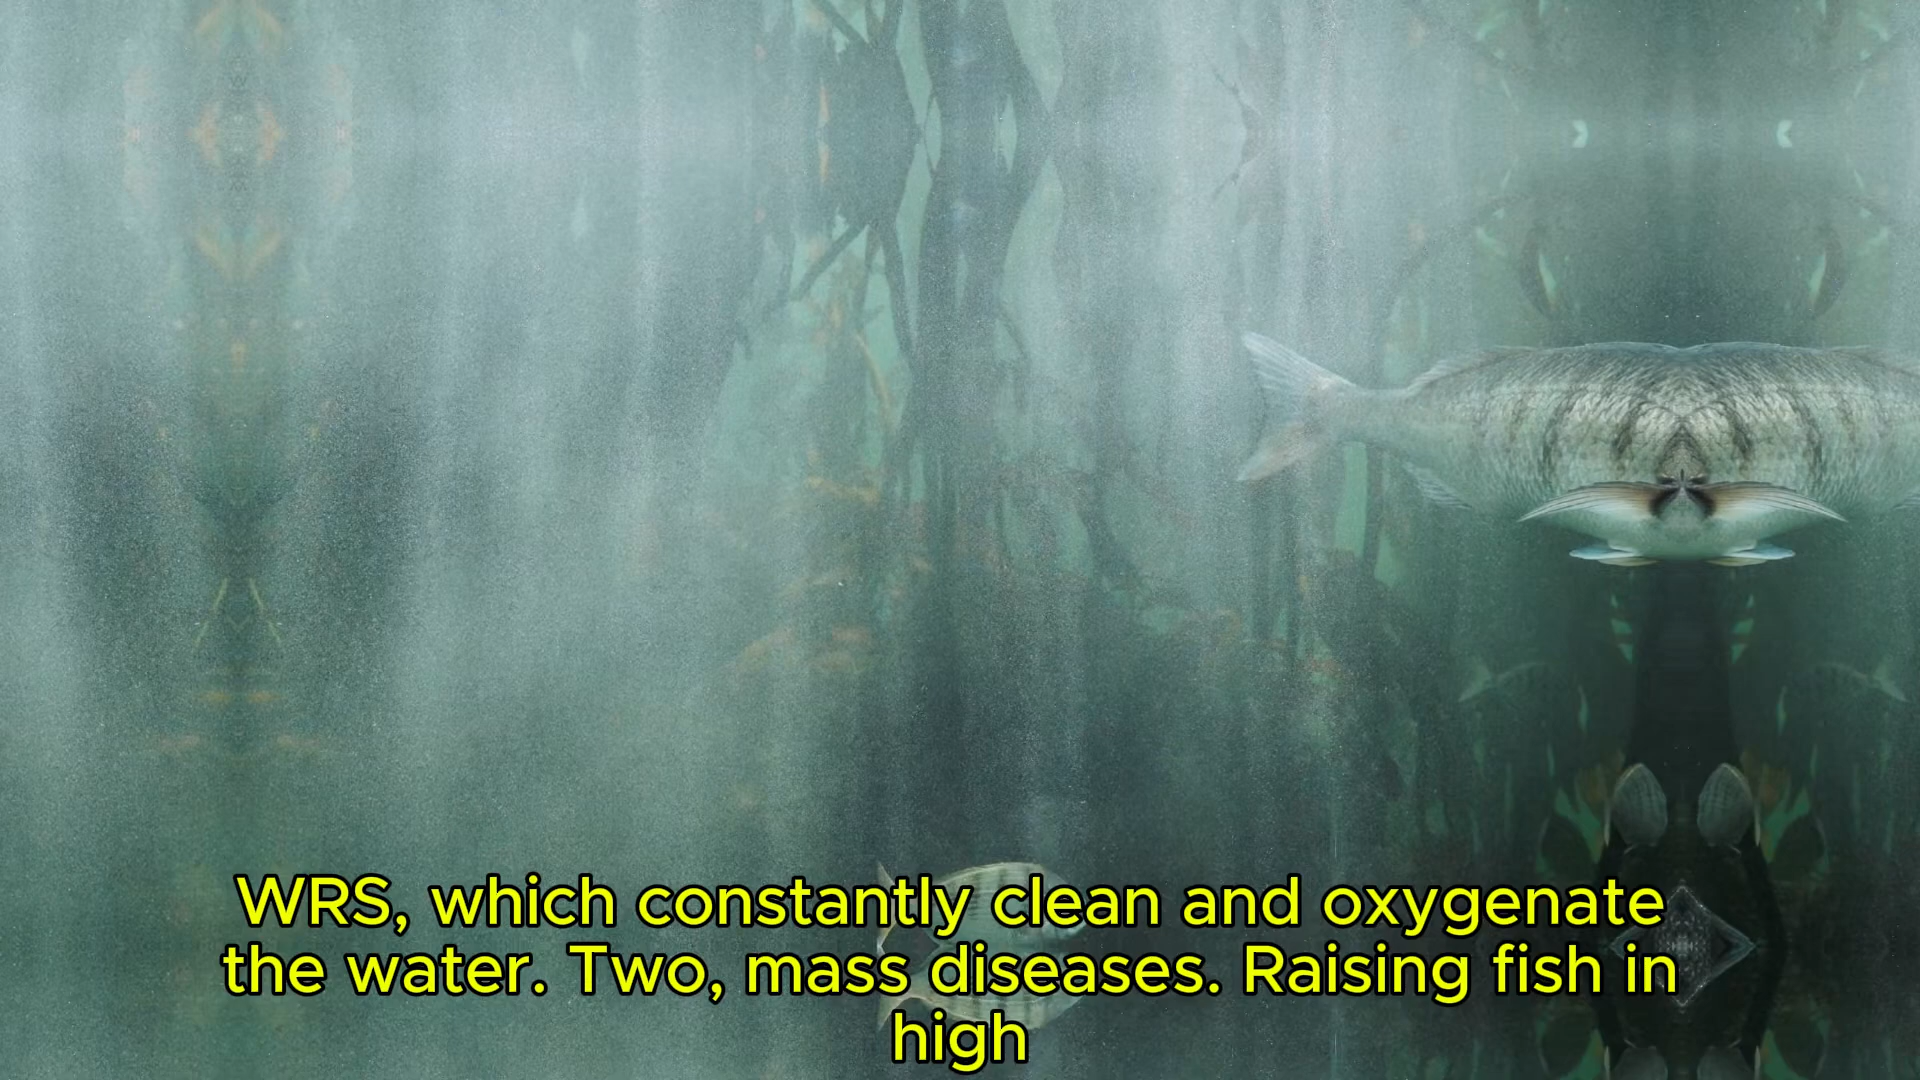 WRS, which constantly clean and oxygenate
the water. Two, mass diseases. Raising fish in
high